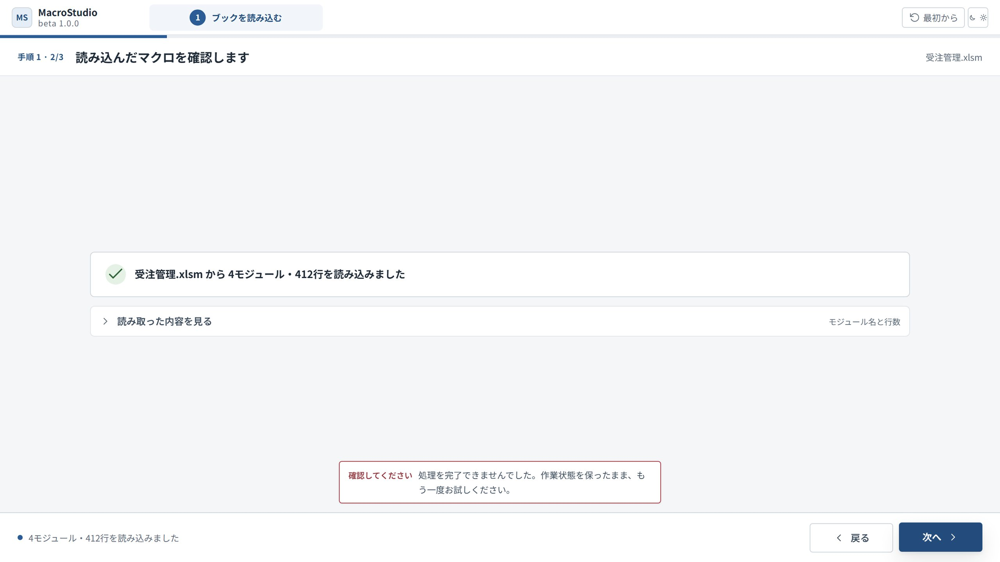 MS
MacroStudio
beta 1.0.0
1 ブックを読み込む
最初から
手順 1 · 2/3 読み込んだマクロを確認します
受注管理.xlsm
受注管理.xlsm から 4モジュール・412行を読み込みました
読み取った内容を見る
モジュール名と行数
確認してください 処理を完了できませんでした。作業状態を保ったまま、も
う一度お試しください。
4モジュール・412行を読み込みました
戻る
次へ